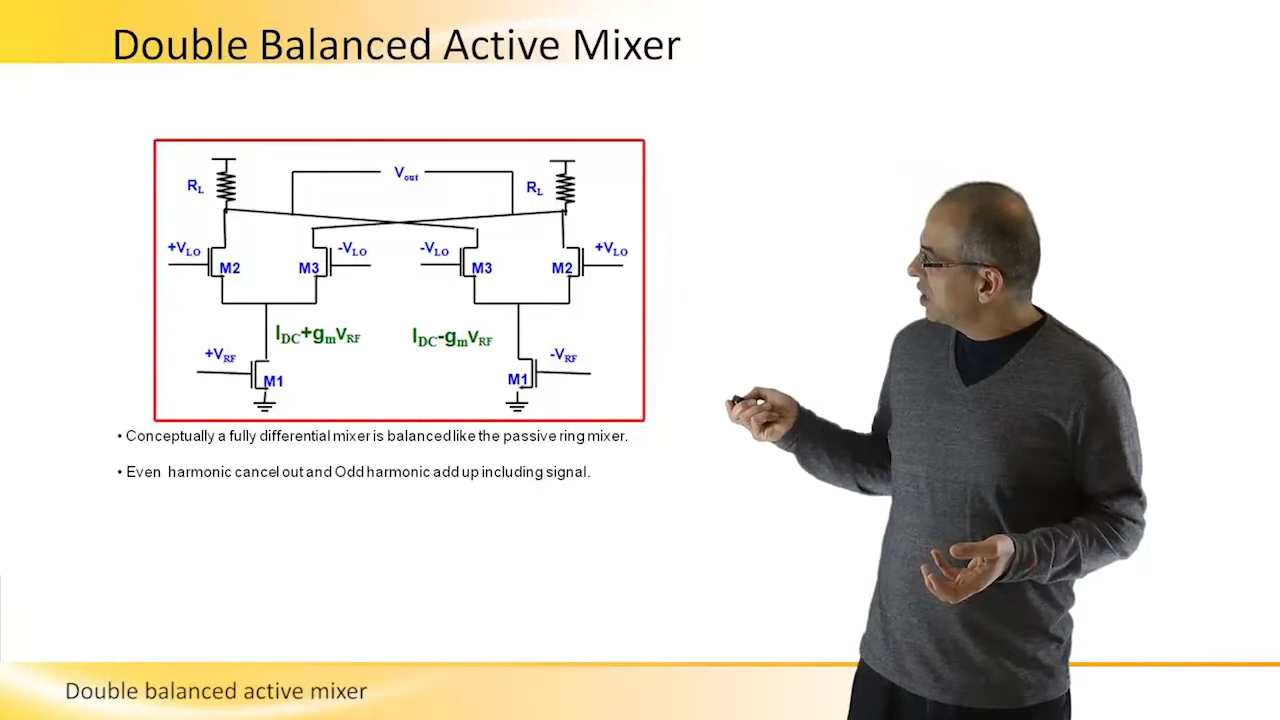 Double Balanced Active Mixer
Vout
RL
RL
+VLO
-VLO
-VLO
+VLO
M2
M3
M3
M2
IDC+gmVRF
IDC-gmVRF
+VRF
-VRF
M1
M1
• Conceptually a fully differential mixer is balanced like the passive ring mixer.
• Even harmonic cancel out and Odd harmonic add up including signal.
Double balanced active mixer